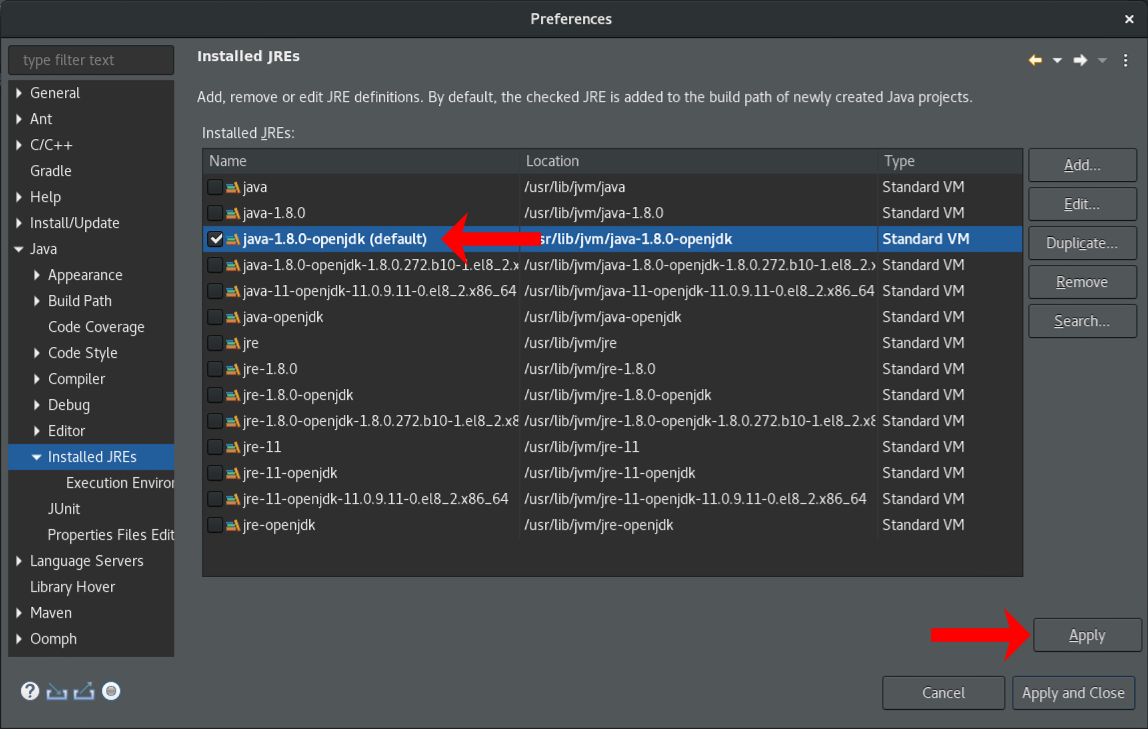 Preferences
type filter text
General
Ant
C/C++
Gradle
Help
Install/Update
Java
Appearance
Build Path
Code Coverage
Code Style
Compiler
Debug
Editor
Installed JREs
Execution Enviro
JUnit
Properties Files Edit
Language Servers
Library Hover
Maven
Oomph
Installed JREs
Add, remove or edit JRE definitions. By default, the checked JRE is added to the build path of newly created Java projects.
Installed JREs:
Name Location Type
java /usr/lib/jvm/java Standard VM
java-1.8.0 /usr/lib/jvm/java-1.8.0 Standard VM
java-1.8.0-openjdk (default) sr/lib/jvm/java-1.8.0-openjdk Standard VM
java-1.8.0-openjdk-1.8.0.272.b10-1.el8_2.x /usr/lib/jvm/java-1.8.0-openjdk-1.8.0.272.b10-1.el8_2.x Standard VM
java-11-openjdk-11.0.9.11-0.el8_2.x86_64 /usr/lib/jvm/java-11-openjdk-11.0.9.11-0.el8_2.x86_64 Standard VM
java-openjdk /usr/lib/jvm/java-openjdk Standard VM
jre /usr/lib/jvm/jre Standard VM
jre-1.8.0 /usr/lib/jvm/jre-1.8.0 Standard VM
jre-1.8.0-openjdk /usr/lib/jvm/jre-1.8.0-openjdk Standard VM
jre-1.8.0-openjdk-1.8.0.272.b10-1.el8_2.x8 /usr/lib/jvm/jre-1.8.0-openjdk-1.8.0.272.b10-1.el8_2.x8 Standard VM
jre-11 /usr/lib/jvm/jre-11 Standard VM
jre-11-openjdk /usr/lib/jvm/jre-11-openjdk Standard VM
jre-11-openjdk-11.0.9.11-0.el8_2.x86_64 /usr/lib/jvm/jre-11-openjdk-11.0.9.11-0.el8_2.x86_64 Standard VM
jre-openjdk /usr/lib/jvm/jre-openjdk Standard VM
Add...
Edit...
Duplicate...
Remove
Search...
Apply
Cancel
Apply and Close